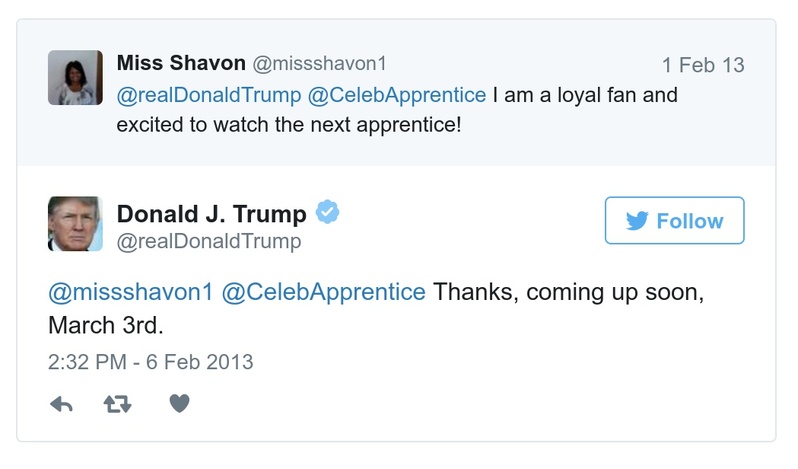 Miss Shavon @missshavon1 1 Feb 13
@realDonaldTrump @CelebApprentice I am a loyal fan and
excited to watch the next apprentice!
Donald J. Trump
@realDonaldTrump
Follow
@missshavon1 @CelebApprentice Thanks, coming up soon,
March 3rd.
2:32 PM - 6 Feb 2013